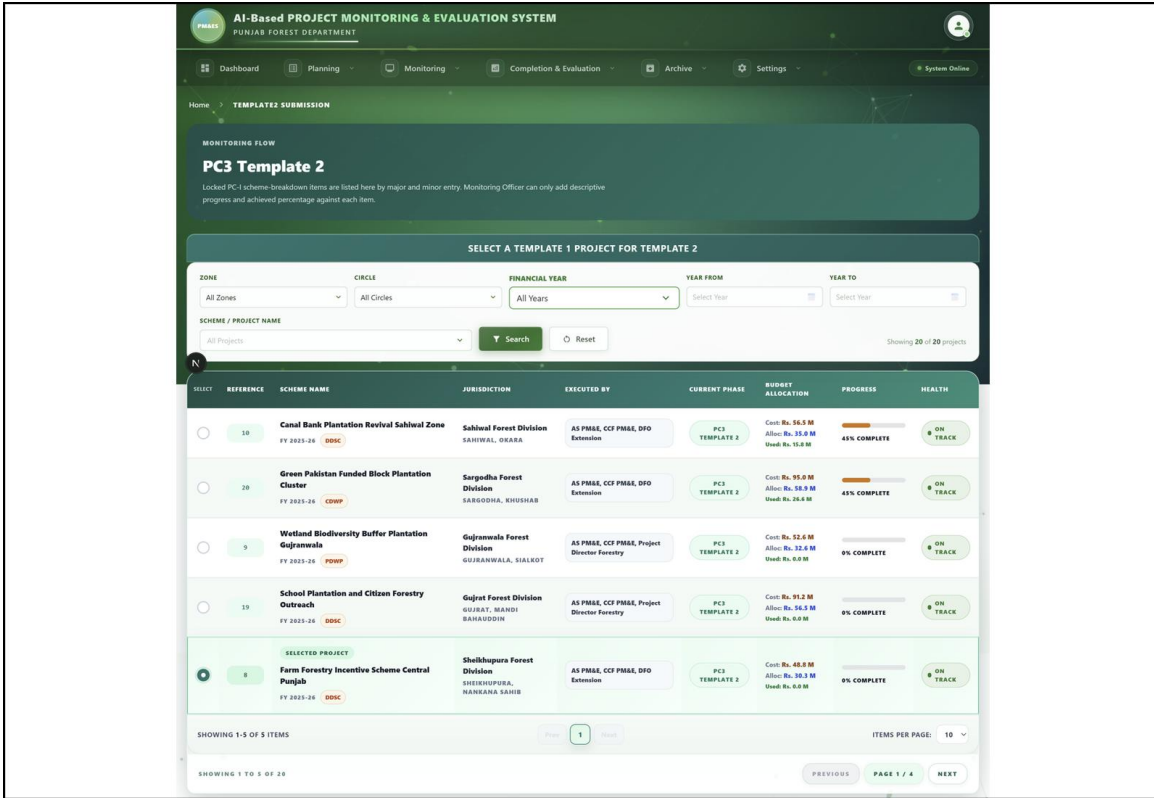 PM&ES
AI-Based PROJECT MONITORING & EVALUATION SYSTEM
PUNJAB FOREST DEPARTMENT
Dashboard
Planning
Monitoring
Completion & Evaluation
Archive
Settings
System Online
Home > TEMPLATE2 SUBMISSION
MONITORING FLOW
PC3 Template 2
Locked PC-I scheme-breakdown items are listed here by major and minor entry. Monitoring Officer can only add descriptive
progress and achieved percentage against each item.
SELECT A TEMPLATE 1 PROJECT FOR TEMPLATE 2
ZONE CIRCLE FINANCIAL YEAR YEAR FROM YEAR TO
All Zones All Circles All Years Select Year Select Year
SCHEME / PROJECT NAME
All Projects Search Reset Showing 20 of 20 projects
N
SELECT REFERENCE SCHEME NAME JURISDICTION EXECUTED BY CURRENT PHASE BUDGET ALLOCATION PROGRESS HEALTH
10
Canal Bank Plantation Revival Sahiwal Zone
FY 2025-26 DDSC
Sahiwal Forest Division
SAHIWAL, OKARA
AS PM&E, CCF PM&E, DFO
Extension
PC3
TEMPLATE 2
Cost: Rs. 56.5 M
Alloc: Rs. 35.0 M
Used: Rs. 15.8 M
45% COMPLETE
ON
TRACK
20
Green Pakistan Funded Block Plantation
Cluster
FY 2025-26 CDWP
Sargodha Forest
Division
SARGODHA, KHUSHAB
AS PM&E, CCF PM&E, DFO
Extension
PC3
TEMPLATE 2
Cost: Rs. 95.0 M
Alloc: Rs. 58.9 M
Used: Rs. 26.6 M
45% COMPLETE
ON
TRACK
9
Wetland Biodiversity Buffer Plantation
Gujranwala
FY 2025-26 PDWP
Gujranwala Forest
Division
GUJRANWALA, SIALKOT
AS PM&E, CCF PM&E, Project
Director Forestry
PC3
TEMPLATE 2
Cost: Rs. 52.6 M
Alloc: Rs. 32.6 M
Used: Rs. 0.0 M
0% COMPLETE
ON
TRACK
19
School Plantation and Citizen Forestry
Outreach
FY 2025-26 DDSC
Gujrat Forest Division
GUJRAT, MANDI
BAHAUDDIN
AS PM&E, CCF PM&E, Project
Director Forestry
PC3
TEMPLATE 2
Cost: Rs. 91.2 M
Alloc: Rs. 56.5 M
Used: Rs. 0.0 M
0% COMPLETE
ON
TRACK
8
SELECTED PROJECT
Farm Forestry Incentive Scheme Central
Punjab
FY 2025-26 DDSC
Sheikhupura Forest
Division
SHEIKHUPURA,
NANKANA SAHIB
AS PM&E, CCF PM&E, DFO
Extension
PC3
TEMPLATE 2
Cost: Rs. 48.8 M
Alloc: Rs. 30.3 M
Used: Rs. 0.0 M
0% COMPLETE
ON
TRACK
SHOWING 1-5 OF 5 ITEMS Prev 1 Next ITEMS PER PAGE: 10
SHOWING 1 TO 5 OF 20 PREVIOUS PAGE 1 / 4 NEXT